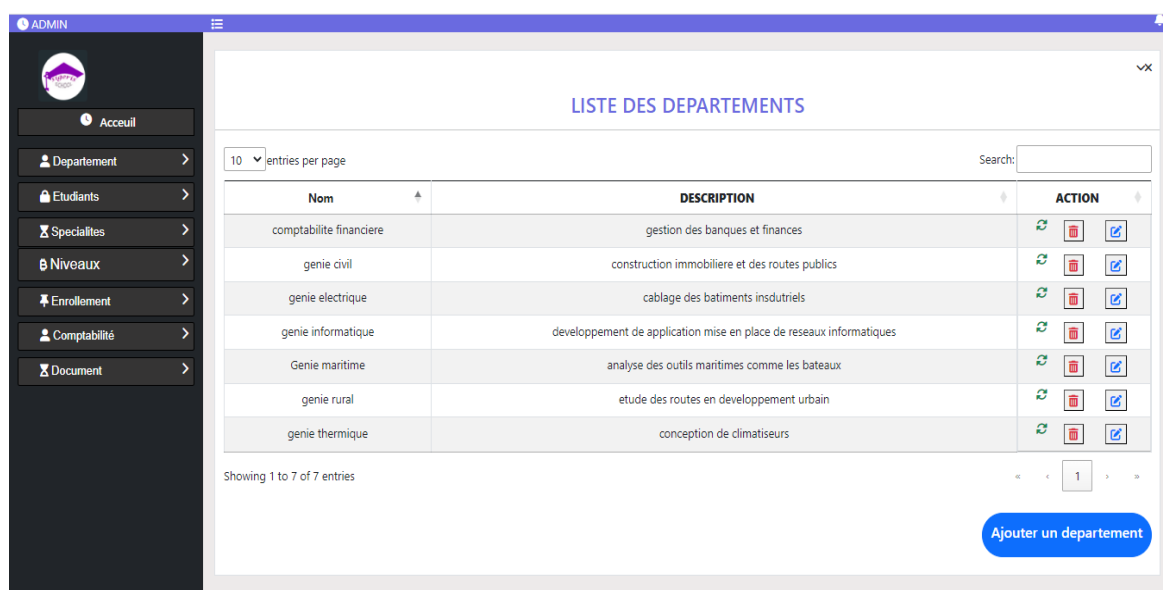 ADMIN
Acceuil
Departement
Etudiants
Specialites
Niveaux
Enrollement
Comptabilité
Document
LISTE DES DEPARTEMENTS
10 entries per page Search:
Nom DESCRIPTION ACTION
comptabilite financiere gestion des banques et finances
genie civil construction immobiliere et des routes publics
genie electrique cablage des batiments insdutriels
genie informatique developpement de application mise en place de reseaux informatiques
Genie maritime analyse des outils maritimes comme les bateaux
genie rural etude des routes en developpement urbain
genie thermique conception de climatiseurs
Showing 1 to 7 of 7 entries « ‹ 1 › »
Ajouter un departement